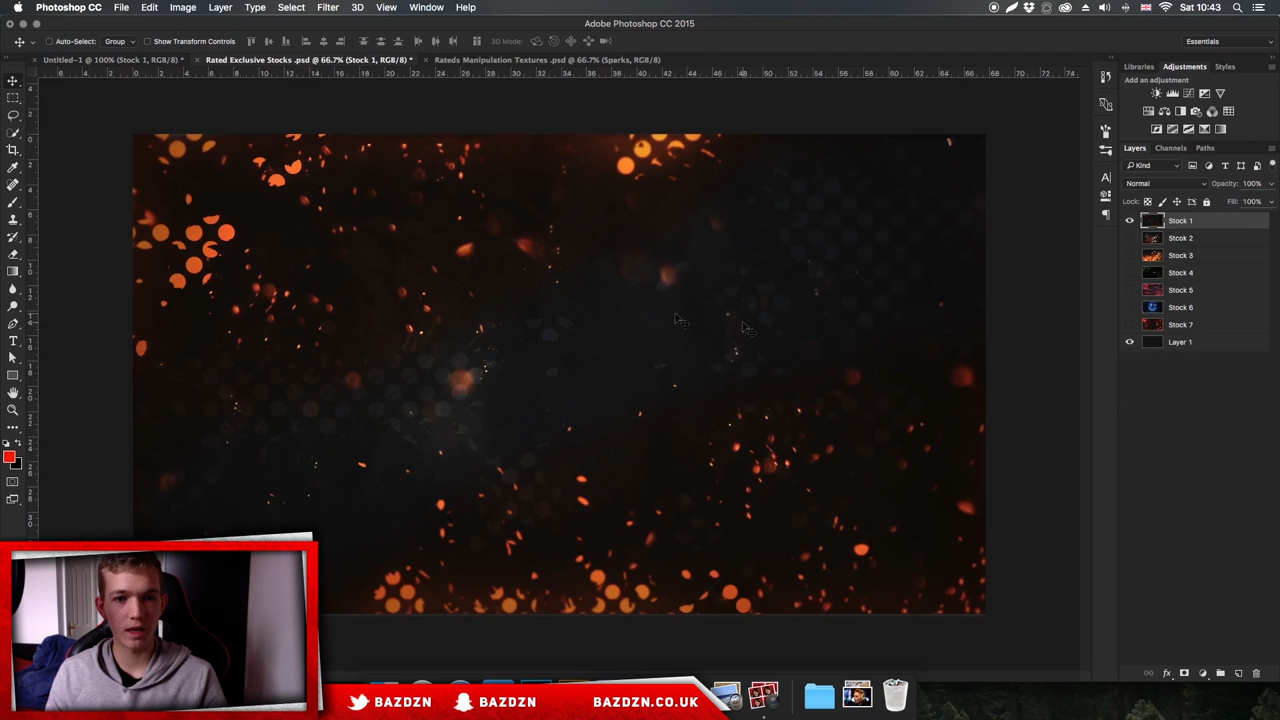 Photoshop CC File Edit Image Layer Type Select Filter 3D View Window Help Sat 10:43
Adobe Photoshop CC 2015
Auto-Select: Group Show Transform Controls 3D Mode: Essentials
Untitled-1 @ 100% (Stock 1, RGB/8) * Rated Exclusive Stocks .psd @ 66.7% (Stock 1, RGB/8) * Rateds Manipulation Textures .psd @ 66.7% (Sparks, RGB/8)
Libraries Adjustments Styles
Add an adjustment
Layers Channels Paths
Kind
Normal Opacity: 100%
Lock: Fill: 100%
Stock 1
Stcok 2
Stock 3
Stock 4
Stock 5
Stock 6
Stock 7
Layer 1
BAZDZN BAZDZN BAZDZN.CO.UK